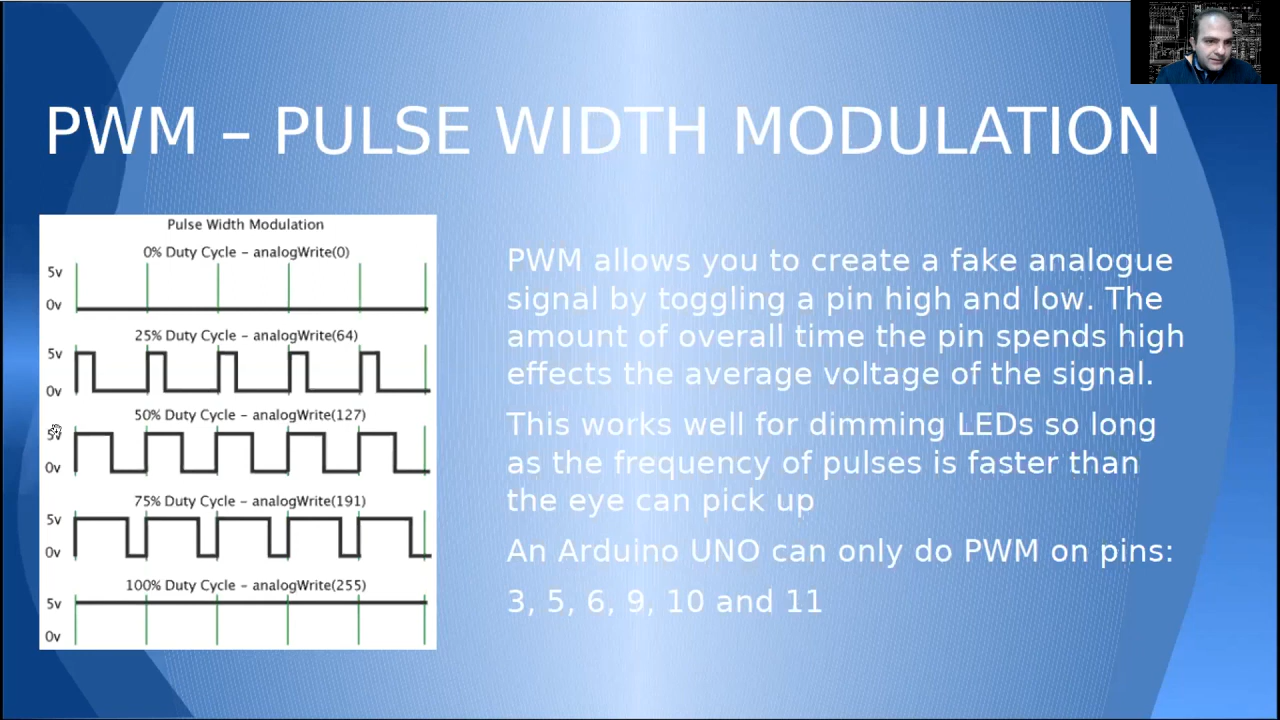 PWM – PULSE WIDTH MODULATION
Pulse Width Modulation
0% Duty Cycle – analogWrite(0)
5v
0v
25% Duty Cycle – analogWrite(64)
5v
0v
50% Duty Cycle – analogWrite(127)
5v
0v
75% Duty Cycle – analogWrite(191)
5v
0v
100% Duty Cycle – analogWrite(255)
5v
0v
PWM allows you to create a fake analogue
signal by toggling a pin high and low. The
amount of overall time the pin spends high
effects the average voltage of the signal.
This works well for dimming LEDs so long
as the frequency of pulses is faster than
the eye can pick up
An Arduino UNO can only do PWM on pins:
3, 5, 6, 9, 10 and 11